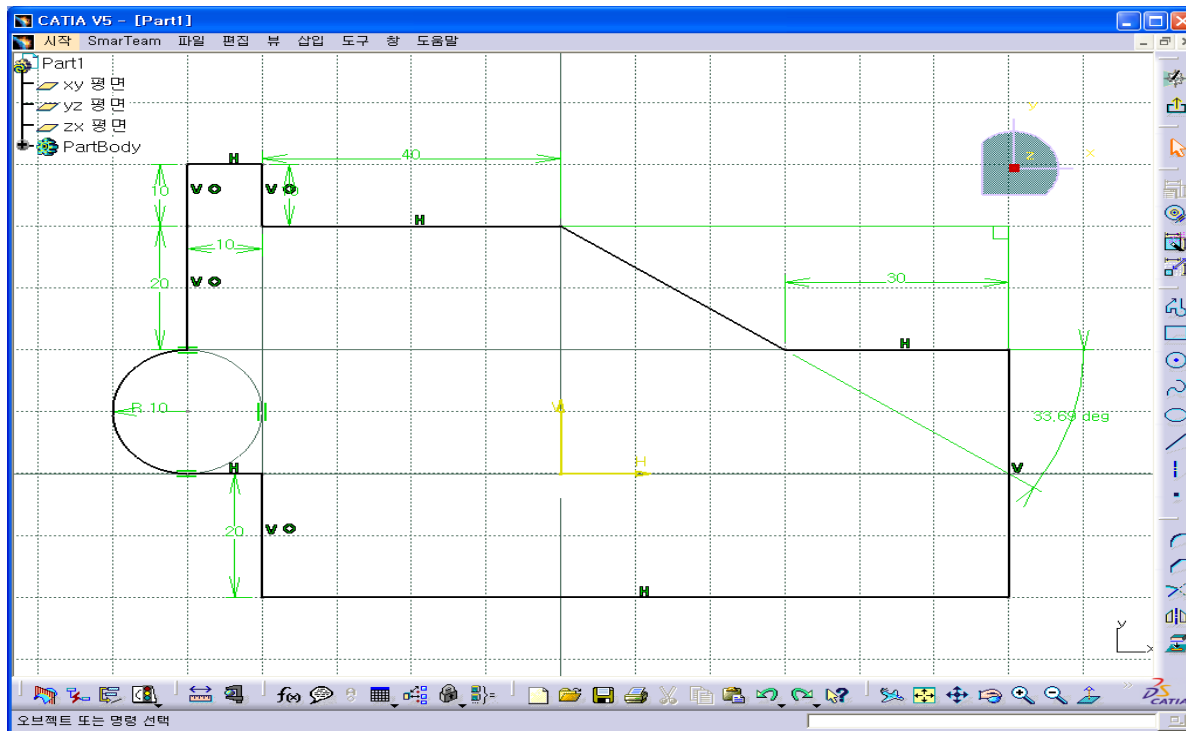 CATIA V5 - [Part1]
시작 SmarTeam 파일 편집 뷰 삽입 도구 창 도움말
Part1
xy 평면
yz 평면
zx 평면
PartBody
y
z
x
H
40
10
V
V
H
10
20
V
30
H
R 10
33.69 deg
V
H
H
V
20
V
H
y
x
f(x)
CATIA
오브젝트 또는 명령 선택